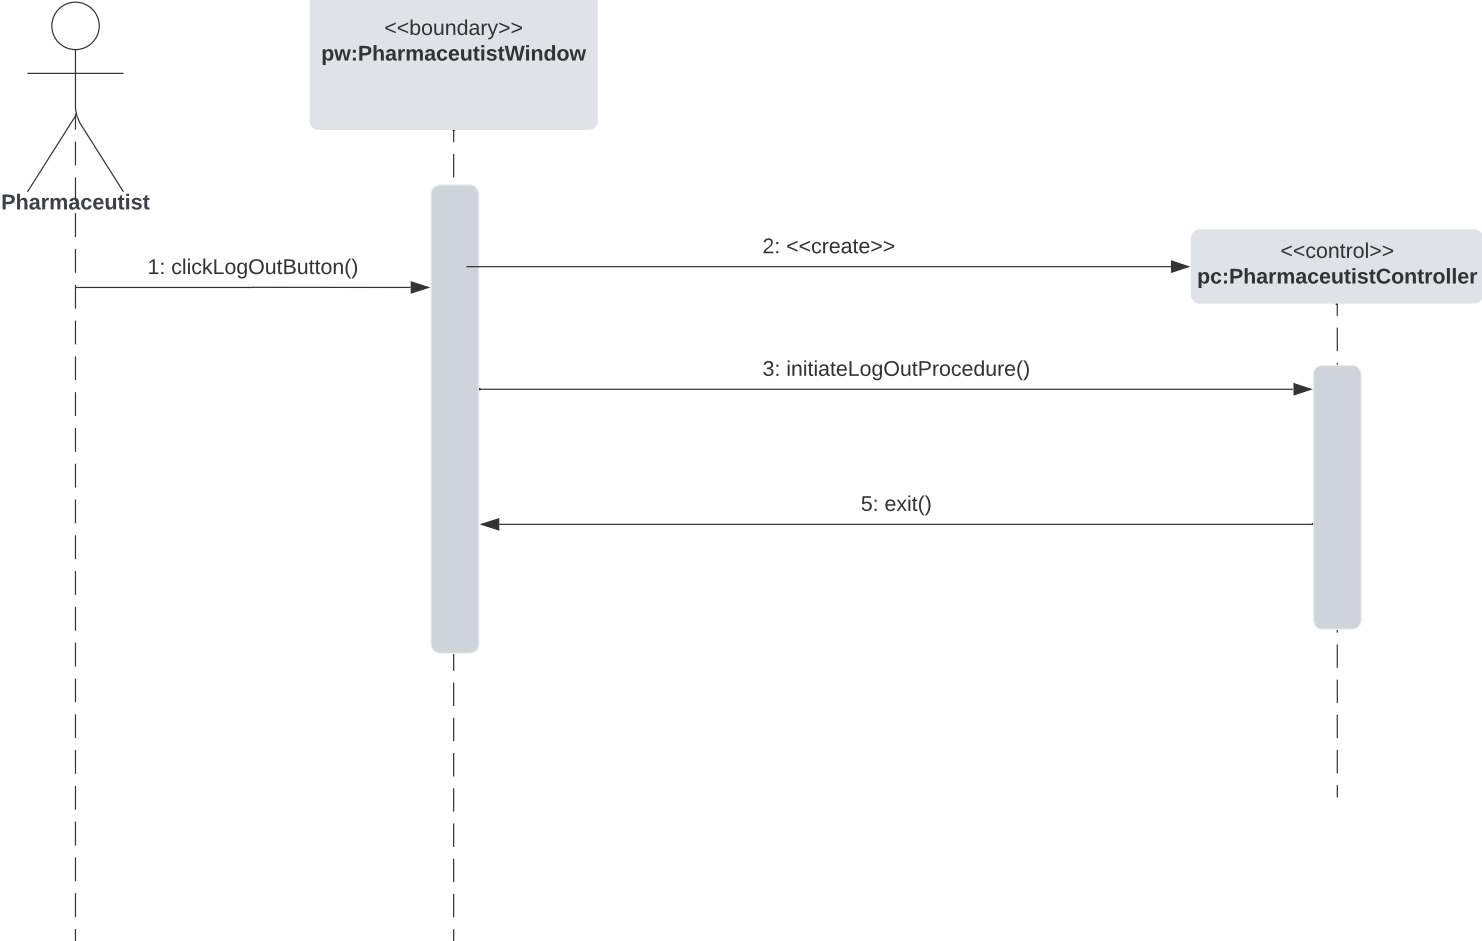 <<boundary>>
pw:PharmaceutistWindow
Pharmaceutist
2: <<create>>
<<control>>
pc:PharmaceutistController
1: clickLogOutButton()
3: initiateLogOutProcedure()
5: exit()